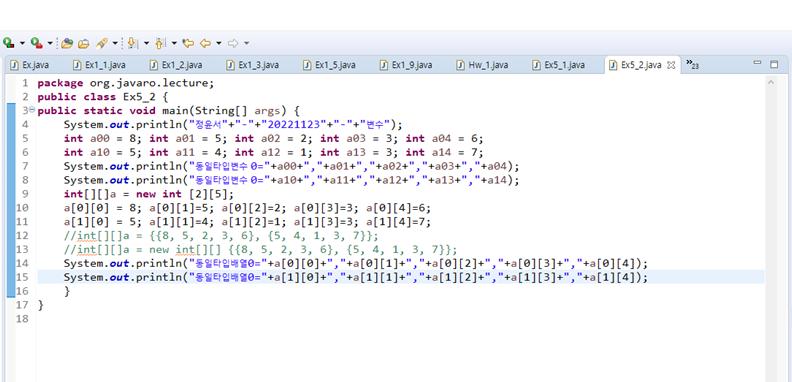 Ex.java Ex1_1.java Ex1_2.java Ex1_3.java Ex1_5.java Ex1_9.java Hw_1.java Ex5_1.java Ex5_2.java »23
1 package org.javaro.lecture;
2 public class Ex5_2 {
3 public static void main(String[] args) {
4 System.out.println("정윤서"+"-"+"20221123"+"-"+"변수");
5 int a00 = 8; int a01 = 5; int a02 = 2; int a03 = 3; int a04 = 6;
6 int a10 = 5; int a11 = 4; int a12 = 1; int a13 = 3; int a14 = 7;
7 System.out.println("동일타입변수 0="+a00+","+a01+","+a02+","+a03+","+a04);
8 System.out.println("동일타입변수 0="+a10+","+a11+","+a12+","+a13+","+a14);
9 int[][]a = new int [2][5];
10 a[0][0] = 8; a[0][1]=5; a[0][2]=2; a[0][3]=3; a[0][4]=6;
11 a[1][0] = 5; a[1][1]=4; a[1][2]=1; a[1][3]=3; a[1][4]=7;
12 //int[][]a = {{8, 5, 2, 3, 6}, {5, 4, 1, 3, 7}};
13 //int[][]a = new int[][] {{8, 5, 2, 3, 6}, {5, 4, 1, 3, 7}};
14 System.out.println("동일타입배열0="+a[0][0]+","+a[0][1]+","+a[0][2]+","+a[0][3]+","+a[0][4]);
15 System.out.println("동일타입배열0="+a[1][0]+","+a[1][1]+","+a[1][2]+","+a[1][3]+","+a[1][4]);
16 }
17 }
18